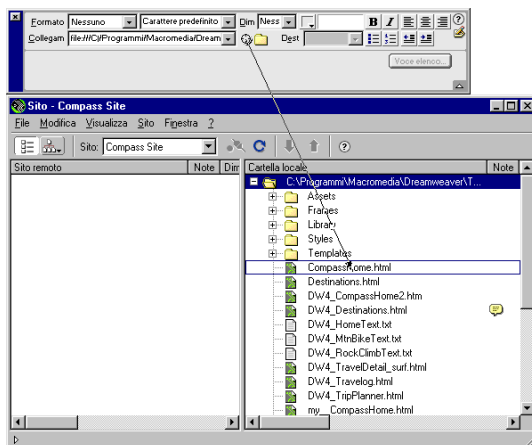 Formato Nessuno Carattere predefinito Dim Ness B I
Collegam file:///C|/Programmi/Macromedia/Dream Dest
Voce elenco...
Sito - Compass Site
File Modifica Visualizza Sito Finestra ?
Sito: Compass Site
Sito remoto Note Dim Cartella locale Note
C:\Programmi\Macromedia\Dreamweaver\T...
Assets
Frames
Library
Styles
Templates
CompassHome.html
Destinations.html
DW4_CompassHome2.htm
DW4_Destinations.html
DW4_HomeText.txt
DW4_MtnBikeText.txt
DW4_RockClimbText.txt
DW4_TravelDetail_surf.html
DW4_Travelog.html
DW4_TripPlanner.html
my_CompassHome.html